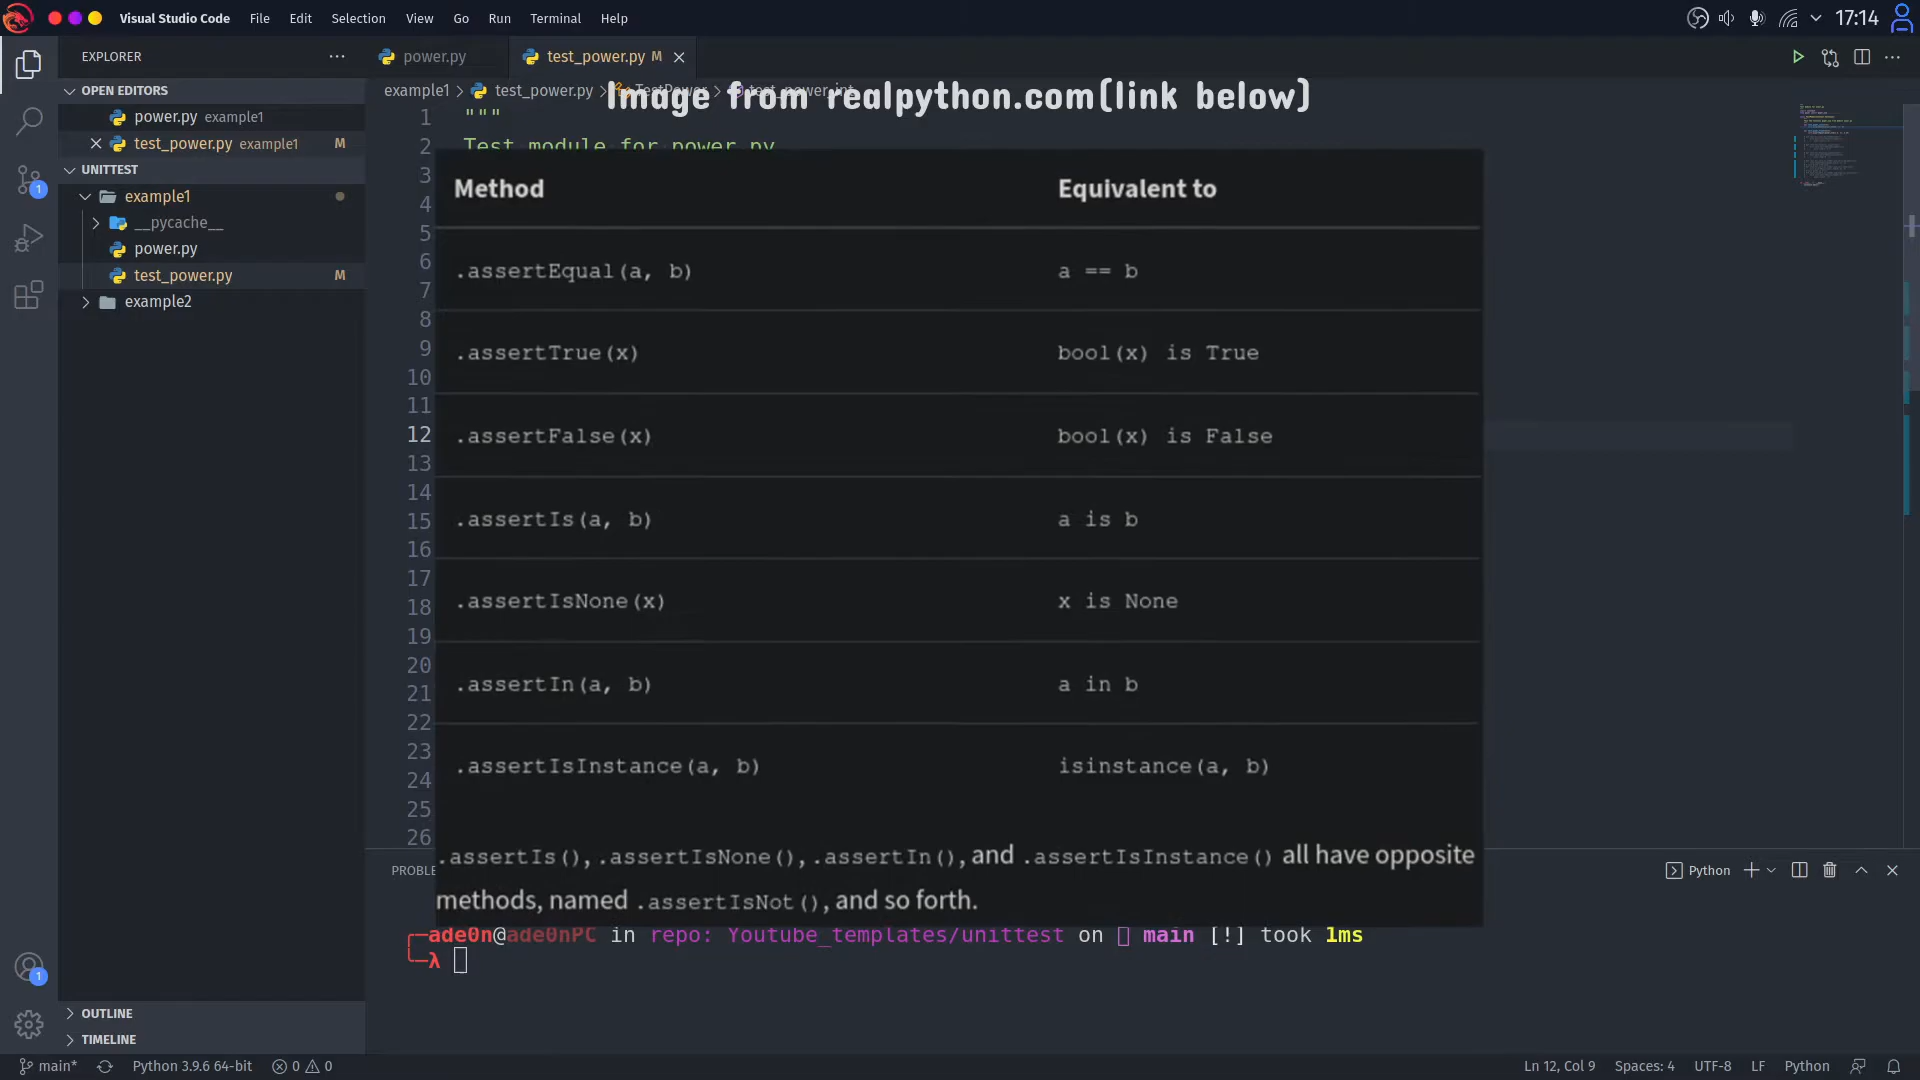 Visual Studio Code File Edit Selection View Go Run Terminal Help 17:14
EXPLORER
power.py test_power.py M
OPEN EDITORS
example1 > test_power.py >
Image from realpython.com(link below)
power.py example1
test_power.py example1 M
UNITTEST
example1
__pycache__
power.py
test_power.py M
example2
1 """
2 Test module for power.py
3
4
5
6
7
8
9
10
11
12
13
14
15
16
17
18
19
20
21
22
23
24
25
26
Method Equivalent to
.assertEqual(a, b) a == b
.assertTrue(x) bool(x) is True
.assertFalse(x) bool(x) is False
.assertIs(a, b) a is b
.assertIsNone(x) x is None
.assertIn(a, b) a in b
.assertIsInstance(a, b) isinstance(a, b)
.assertIs(), .assertIsNone(), .assertIn(), and .assertIsInstance() all have opposite
methods, named .assertIsNot(), and so forth.
PROBLE
Python
ade0n@ade0nPC in repo: Youtube_templates/unittest on main [!] took 1ms
λ
1
1
OUTLINE
TIMELINE
main* Python 3.9.6 64-bit 0 0 Ln 12, Col 9 Spaces: 4 UTF-8 LF Python